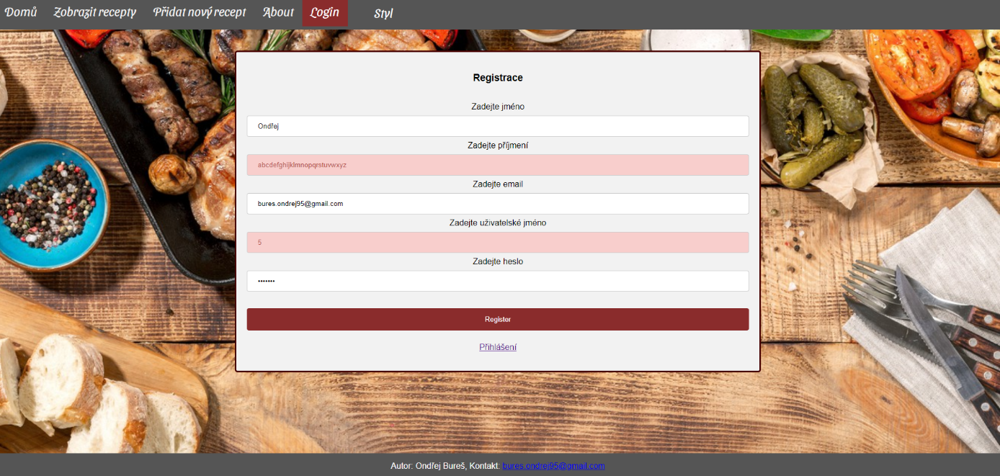 Domů Zobrazit recepty Přidat nový recept About Login Styl
Registrace
Zadejte jméno
Ondřej
Zadejte příjmení
abcdefghijklmnopqrstuvwxyz
Zadejte email
bures.ondrej95@gmail.com
Zadejte uživatelské jméno
5
Zadejte heslo
•••••••
Register
Přihlášení
Autor: Ondřej Bureš, Kontakt: bures.ondrej95@gmail.com